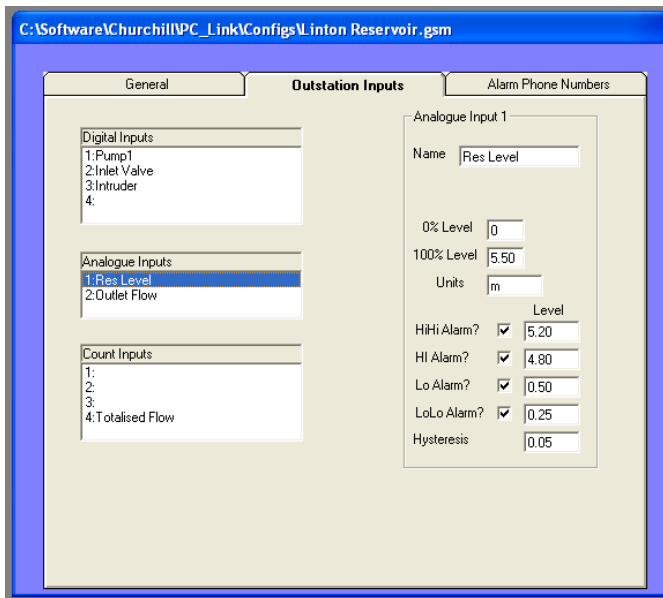 C:\Software\Churchill\PC_Link\Configs\Linton Reservoir.gsm
General
Outstation Inputs
Alarm Phone Numbers
Digital Inputs
1:Pump1
2:Inlet Valve
3:Intruder
4:
Analogue Inputs
1:Res Level
2:Outlet Flow
Count Inputs
1:
2:
3:
4:Totalised Flow
Analogue Input 1
Name Res Level
0% Level 0
100% Level 5.50
Units m
Level
HiHi Alarm? 5.20
HI Alarm? 4.80
Lo Alarm? 0.50
LoLo Alarm? 0.25
Hysteresis 0.05